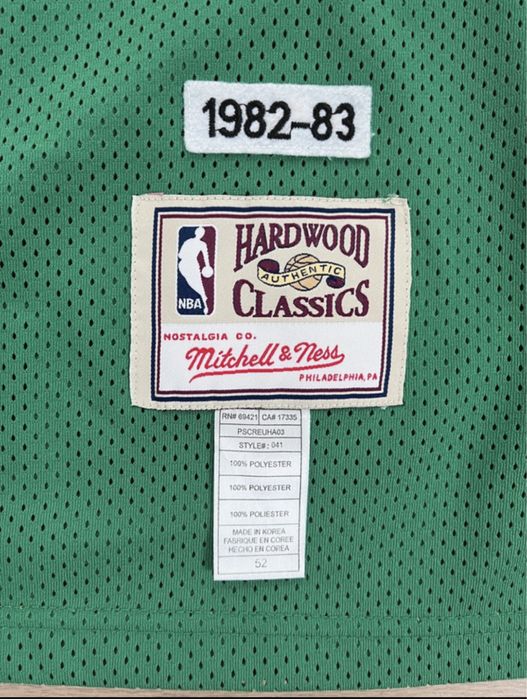 1982-83
HARDWOOD
AUTHENTIC
CLASSICS
NBA
NOSTALGIA CO.
Mitchell & Ness
PHILADELPHIA, PA
RN# 69421 CA# 17335
PSCREUHA03
STYLE#: 041
100% POLYESTER
100% POLYESTER
100% POLIESTER
MADE IN KOREA
FABRIQUE EN COREE
HECHO EN COREA
52